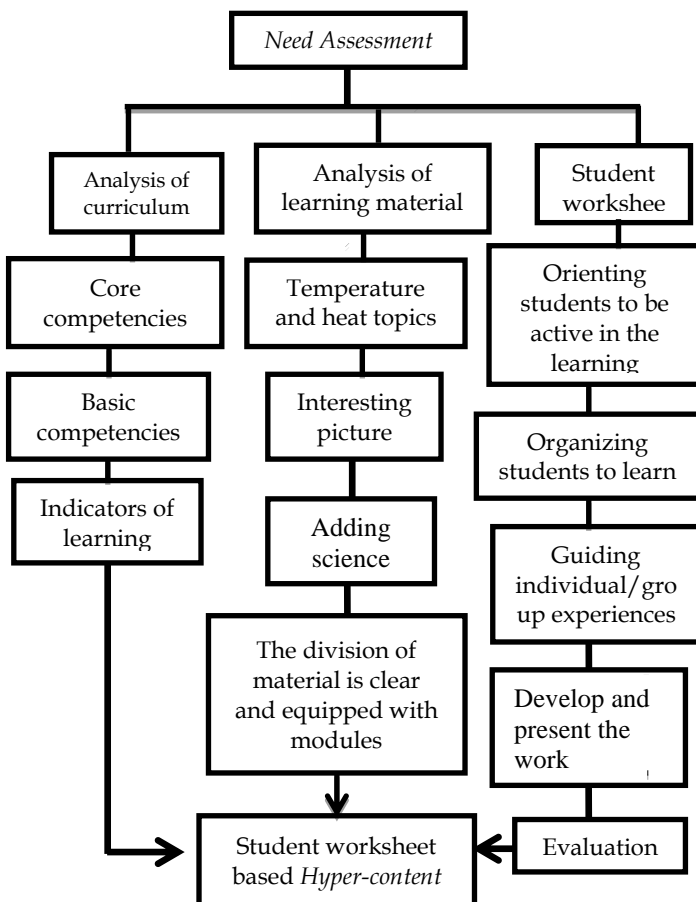 Need Assessment
Analysis of
curriculum
Analysis of
learning material
Student
workshee
Core
competencies
Temperature
and heat topics
Orienting
students to be
active in the
learning
Basic
competencies
Interesting
picture
Organizing
students to learn
Indicators of
learning
Adding
science
Guiding
individual/gro
up experiences
The division of
material is clear
and equipped with
modules
Develop and
present the
work
Student worksheet
based Hyper-content
Evaluation